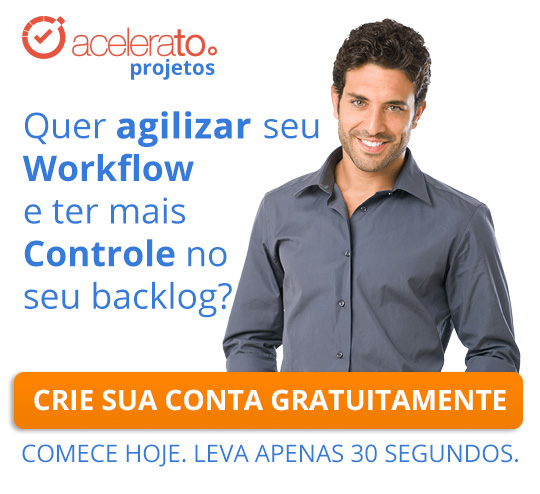 acelerato
projetos
Quer agilizar seu
Workflow
e ter mais
Controle no
seu backlog?
CRIE SUA CONTA GRATUITAMENTE
COMECE HOJE. LEVA APENAS 30 SEGUNDOS.